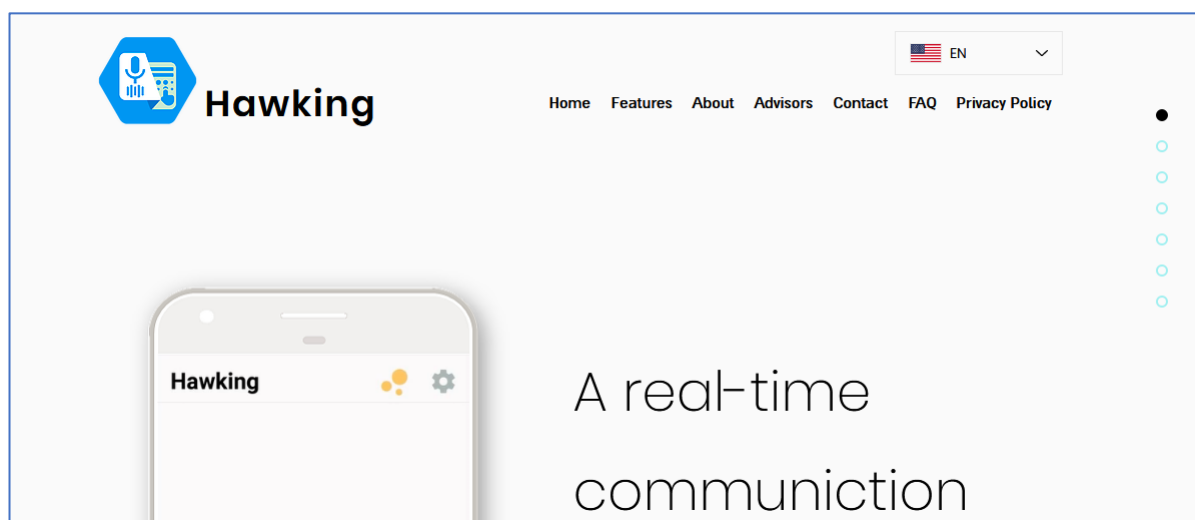 EN
Hawking
Home Features About Advisors Contact FAQ Privacy Policy
Hawking
A real-time
communiction